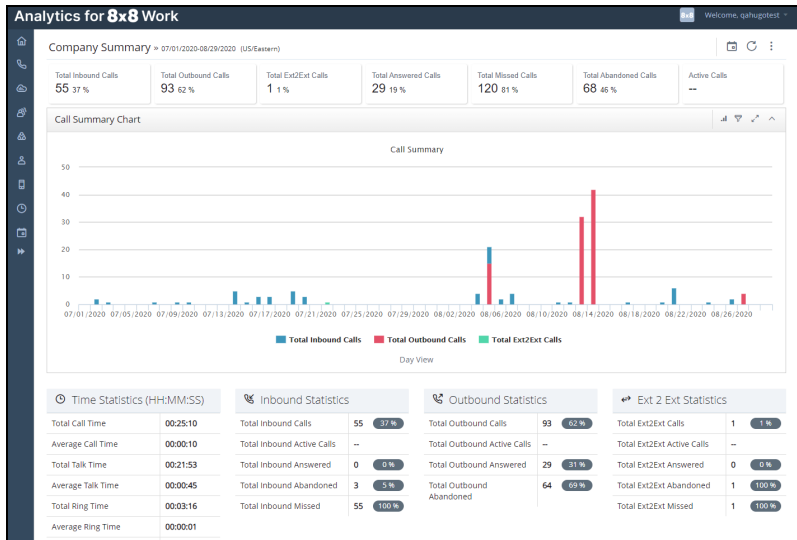 Analytics for 8x8 Work
8x8 Welcome, qahugotest
Company Summary » 07/01/2020-08/29/2020 (US/Eastern)
Total Inbound Calls Total Outbound Calls Total Ext2Ext Calls Total Answered Calls Total Missed Calls Total Abandoned Calls Active Calls
55 37 % 93 62 % 1 1 % 29 19 % 120 81 % 68 46 % --
Call Summary Chart
Call Summary
50
40
30
20
10
0
07/01/2020 07/05/2020 07/09/2020 07/13/2020 07/17/2020 07/21/2020 07/25/2020 07/29/2020 08/02/2020 08/06/2020 08/10/2020 08/14/2020 08/18/2020 08/22/2020 08/26/2020
Total Inbound Calls Total Outbound Calls Total Ext2Ext Calls
Day View
Time Statistics (HH:MM:SS)
Total Call Time 00:25:10
Average Call Time 00:00:10
Total Talk Time 00:21:53
Average Talk Time 00:00:45
Total Ring Time 00:03:16
Average Ring Time 00:00:01
Inbound Statistics
Total Inbound Calls 55 37 %
Total Inbound Active Calls --
Total Inbound Answered 0 0 %
Total Inbound Abandoned 3 5 %
Total Inbound Missed 55 100 %
Outbound Statistics
Total Outbound Calls 93 62 %
Total Outbound Active Calls --
Total Outbound Answered 29 31 %
Total Outbound 64 69 %
Abandoned
Ext 2 Ext Statistics
Total Ext2Ext Calls 1 1 %
Total Ext2Ext Active Calls --
Total Ext2Ext Answered 0 0 %
Total Ext2Ext Abandoned 1 100 %
Total Ext2Ext Missed 1 100 %